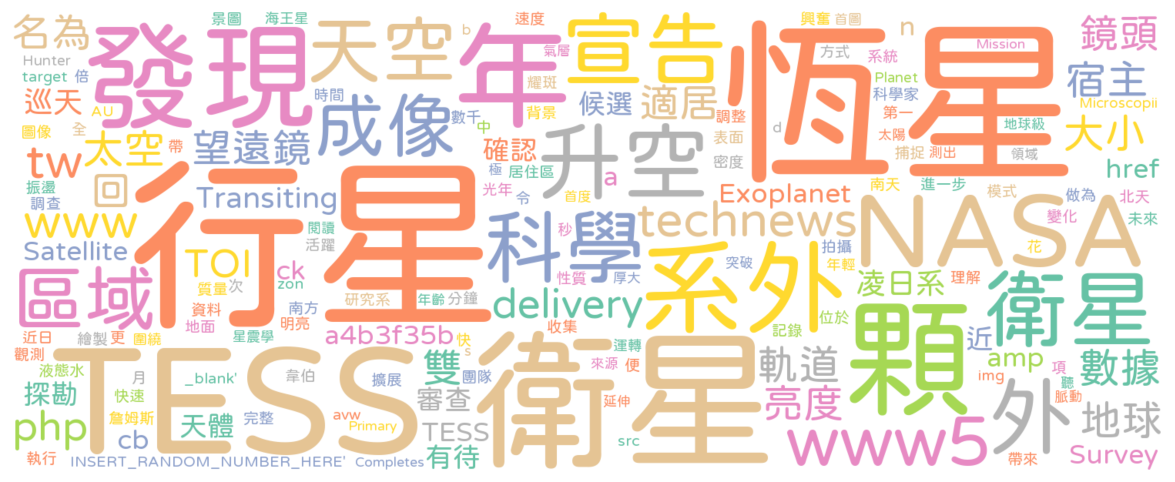 名為
發現
天空
年
宣告
恆星
鏡頭
景圖
海王星
速度
b
氣層
興奮
首圖
n
方式
系統
Mission
Hunter
target
倍
耀斑
Planet
科學家
宿主
Microscopii
巡天
AU
時間
成像
數千
背景
候選
適居
調整
第一
大小
圖像
全
太空
帶
望遠鏡
中
升空
確認
表面
d
太陽
地球級
捕捉
測出
領域
tw
回
極
居住區
密度
href
振盪
調查
行星
Transiting
光年
令
a
首度
Exoplanet
南天
進一步
模式
做為
北天
www
閱讀
活躍
科學
秒
technews
NASA
變化
未來
花
Satellite
TOI
ck
質量
次
zon
性質
厚大
系外
突破
拍攝
年輕
凌日系
理解
衛星
區域
資料
南方
研究系
年齡
分鐘
delivery
記錄
位於
顆
地面
明亮
近日
繪製
更
圍繞
星震學
a4b3f35b
快
收集
運轉
近
amp
觀測
TESS
衛星
s
來源
便
軌道
項
數據
液態水
_blank'
雙
團隊
img
聽
探勘
月
快速
韋伯
擴展
審查
延伸
亮度
外
脈動
地球
php
詹姆斯
cb
天體
完整
avw
Primary
TESS
src
www5
執行
INSERT_RANDOM_NUMBER_HERE'
Completes
有待
帶來
Survey